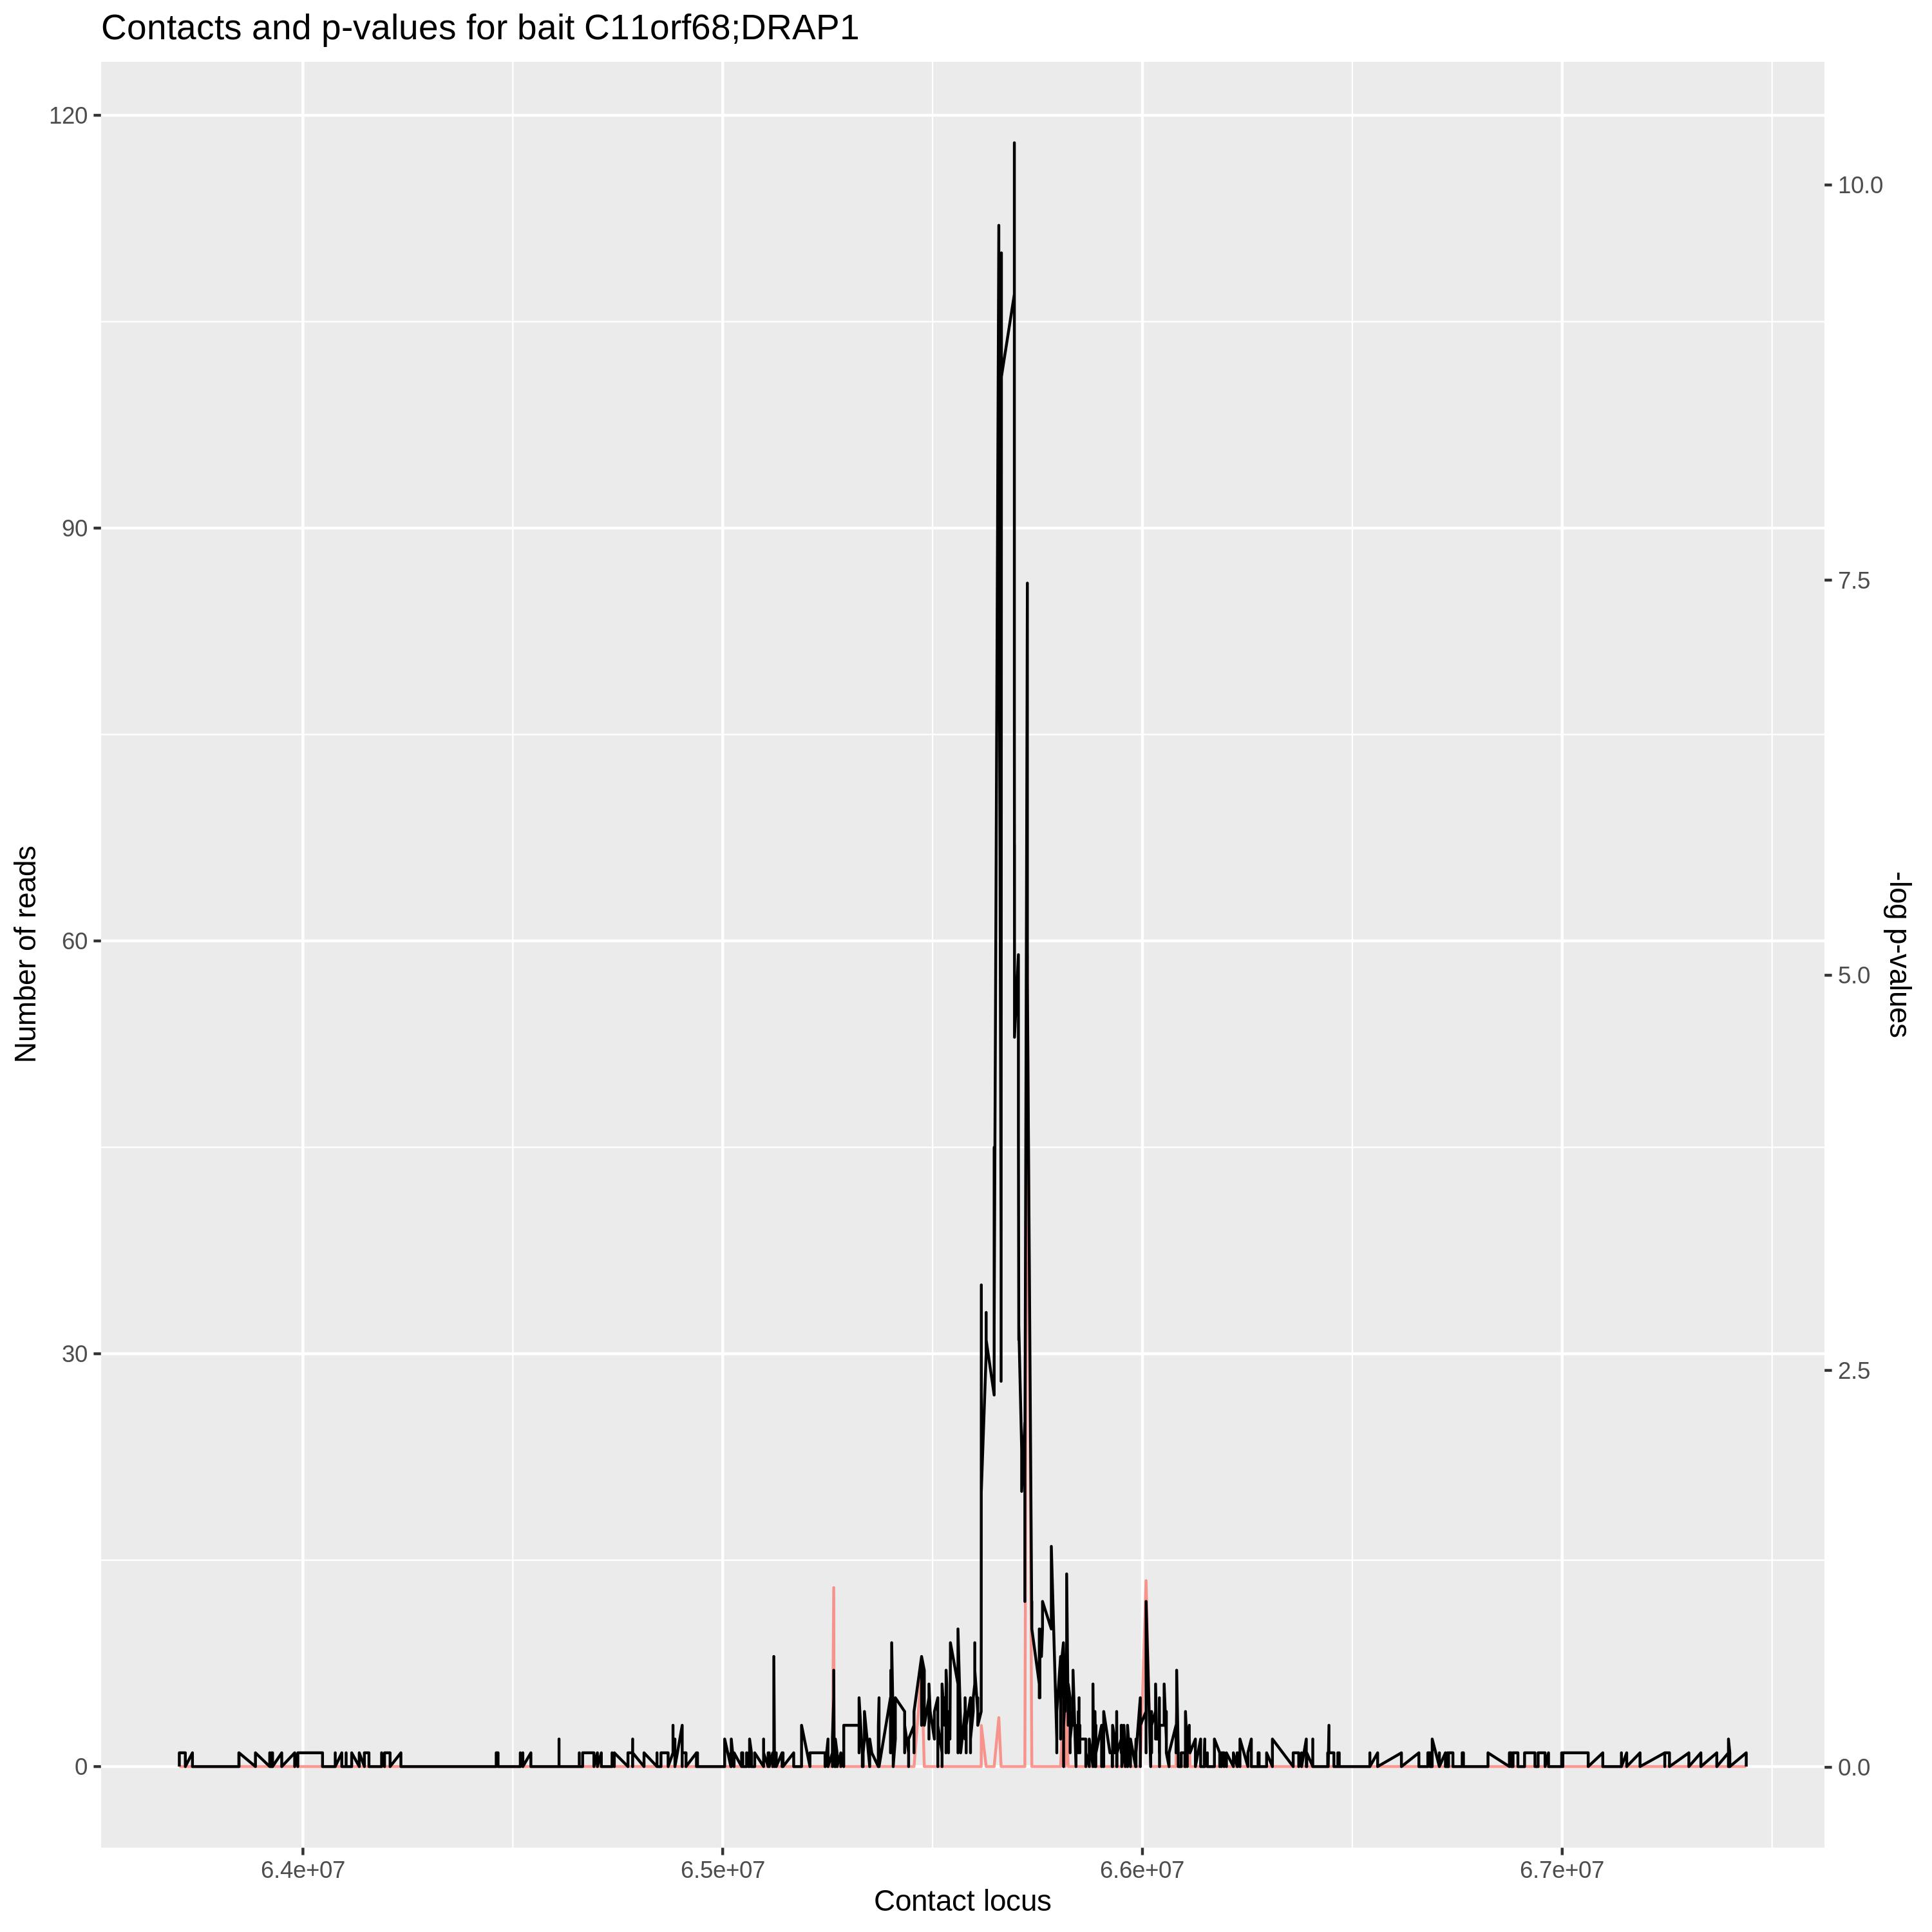 Contacts and p-values for bait C11orf68;DRAP1
120
90
60
30
0
Number of reads
10.0
7.5
5.0
2.5
0.0
-log p-values
6.4e+07
6.5e+07
6.6e+07
6.7e+07
Contact locus